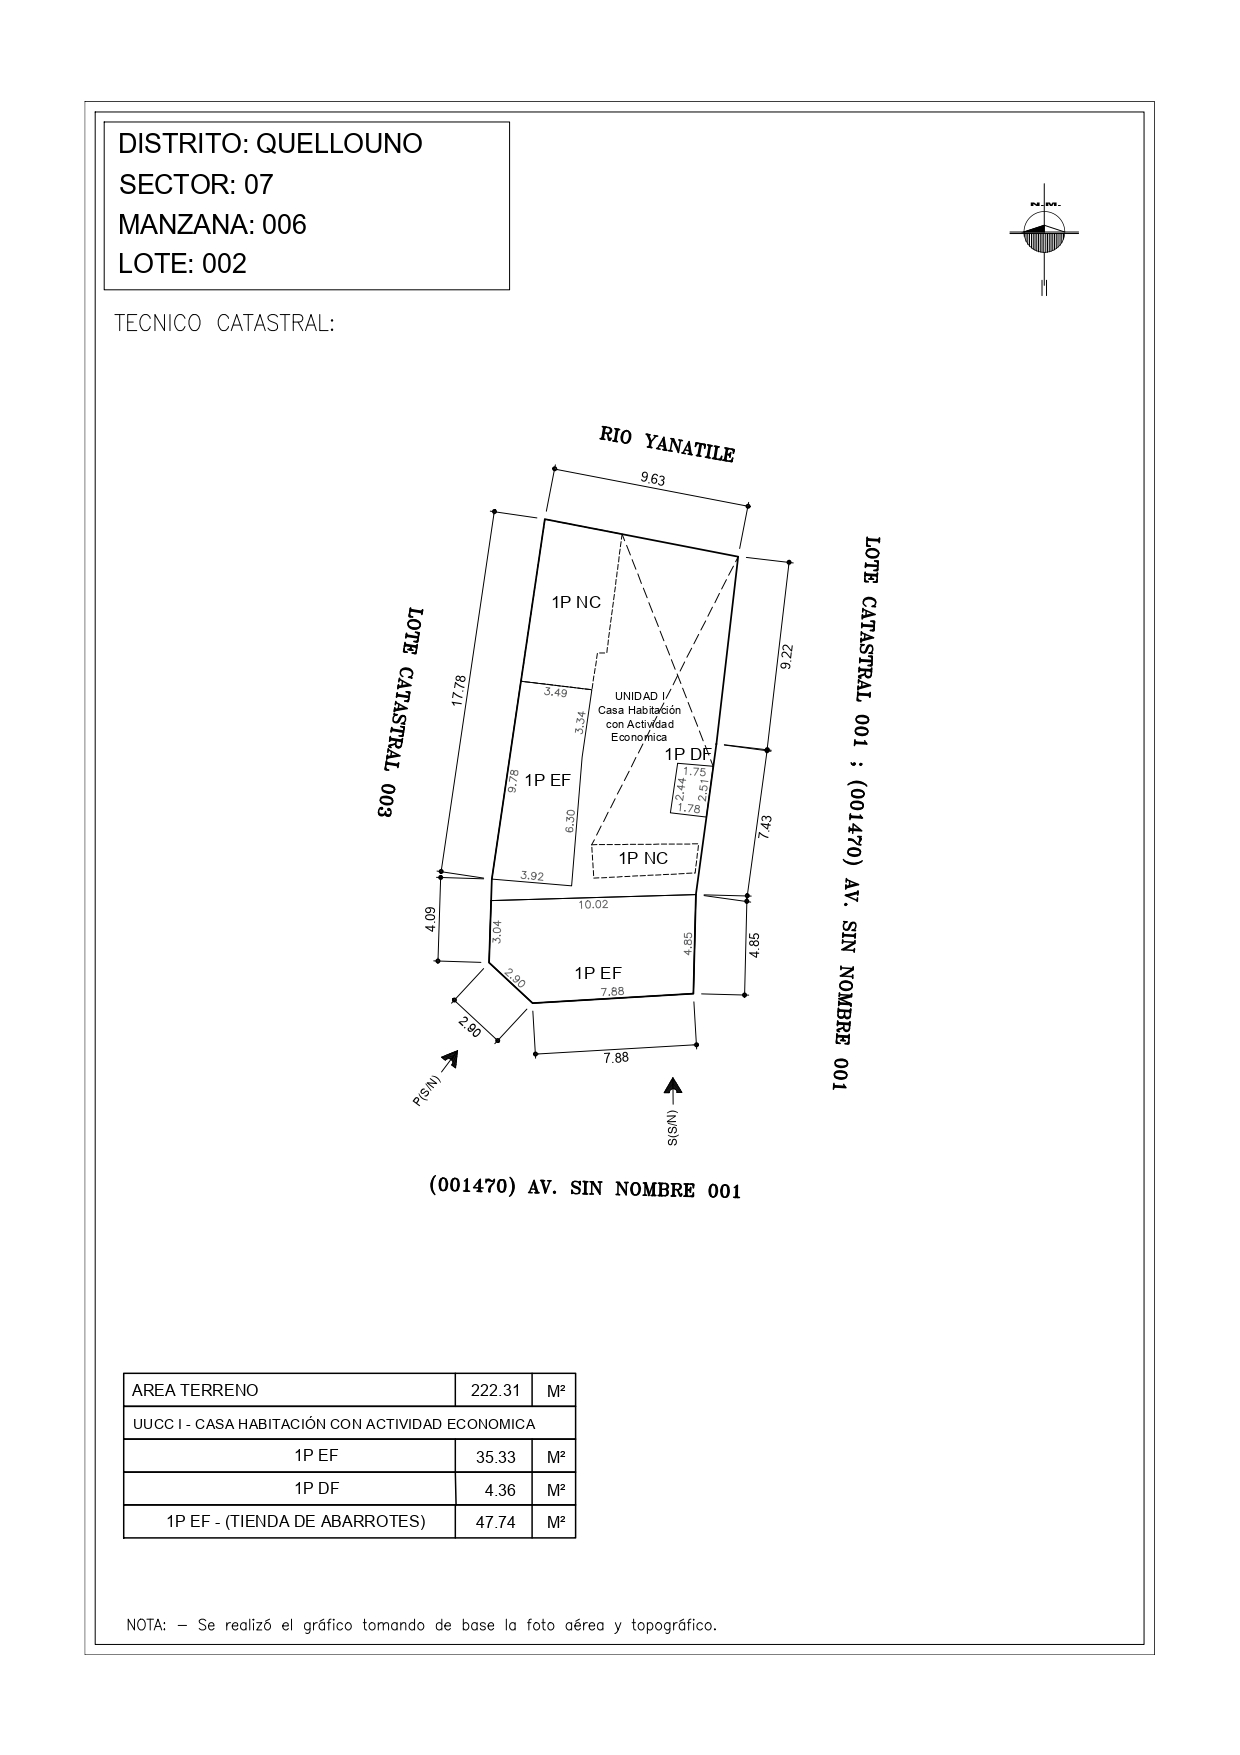 DISTRITO: QUELLOUNO
SECTOR: 07
MANZANA: 006
LOTE: 002
N.M.
TECNICO CATASTRAL:
RIO YANATILE
9.63
LOTE CATASTRAL 003
17.78
1P NC
9.22
LOTE CATASTRAL 001 ; (001470) AV. SIN NOMBRE 001
3.49
3.34
UNIDAD I
Casa Habitación
con Actividad
Economica
1P DF
1.75
2.44
2.51
1.78
9.78
1P EF
6.30
7.43
1P NC
3.92
10.02
4.09
3.04
4.85
4.85
2.90
1P EF
7.88
2.90
7.88
P(S/N)
S(S/N)
(001470) AV. SIN NOMBRE 001
AREA TERRENO 222.31 M²
UUCC I - CASA HABITACIÓN CON ACTIVIDAD ECONOMICA
1P EF 35.33 M²
1P DF 4.36 M²
1P EF - (TIENDA DE ABARROTES) 47.74 M²
NOTA: - Se realizó el gráfico tomando de base la foto aérea y topográfico.